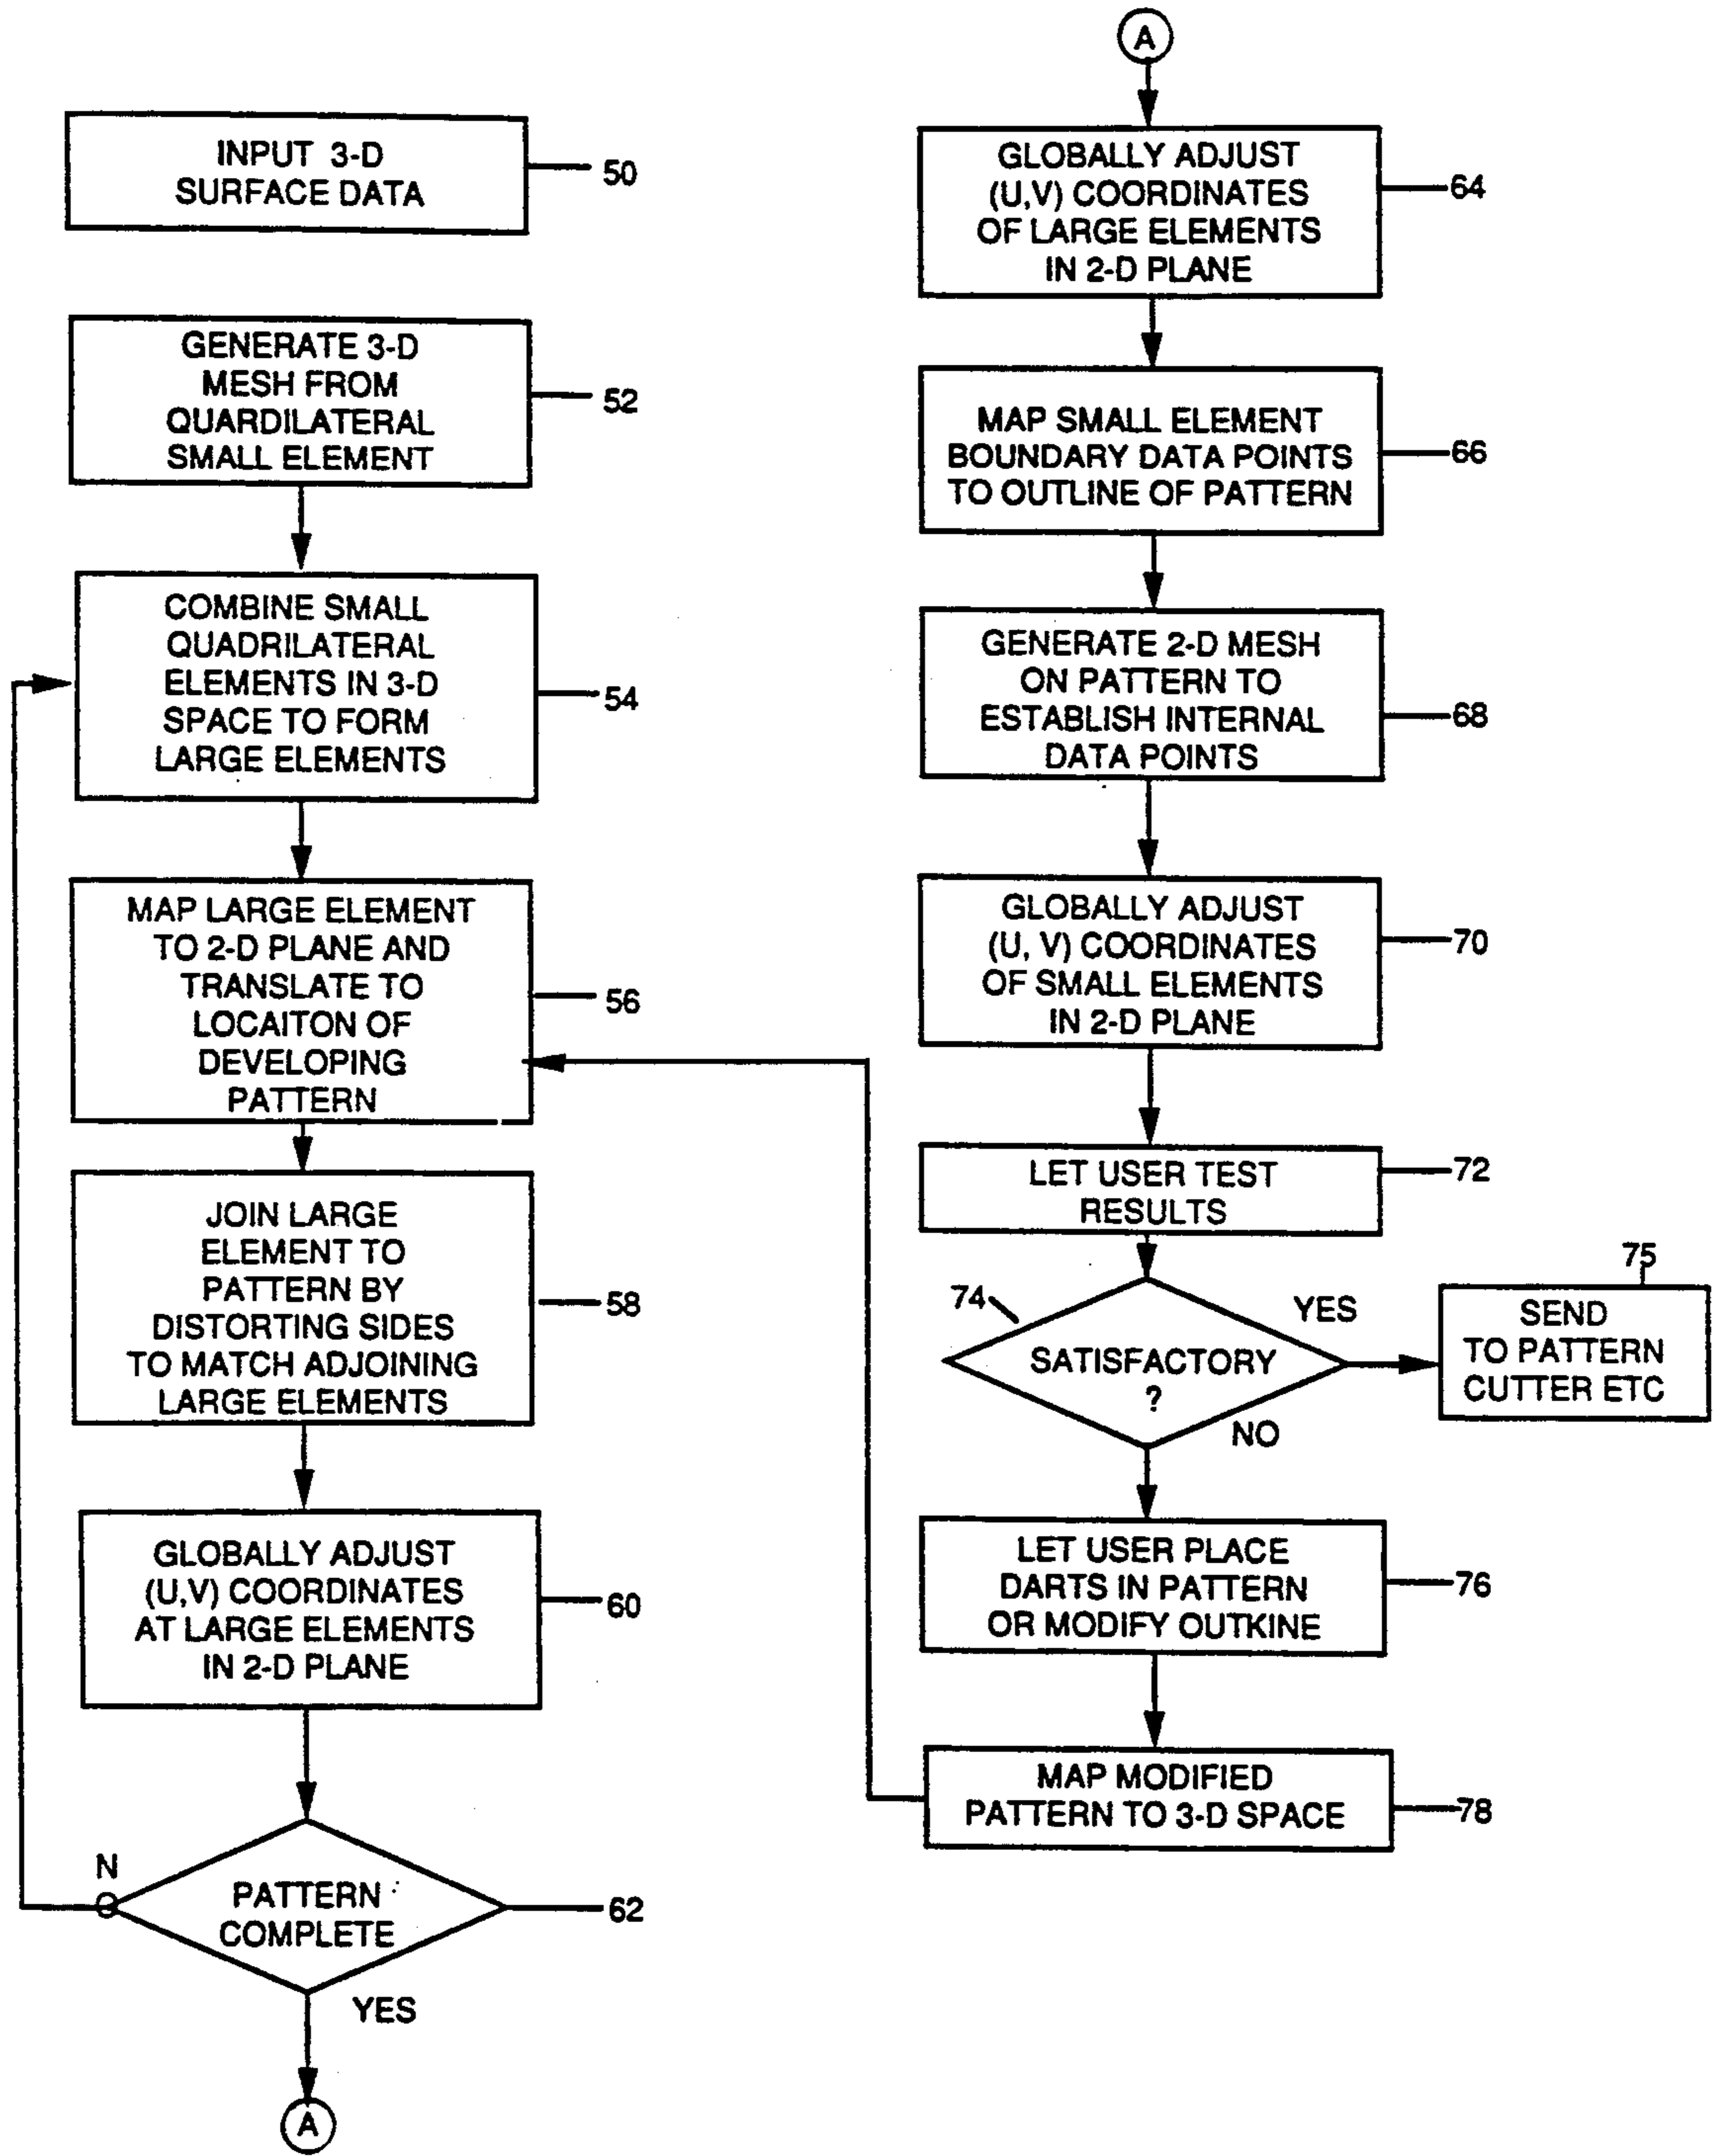 INPUT 3-D
SURFACE DATA
50
GENERATE 3-D
MESH FROM
QUARDILATERAL
SMALL ELEMENT
52
COMBINE SMALL
QUADRILATERAL
ELEMENTS IN 3-D
SPACE TO FORM
LARGE ELEMENTS
54
MAP LARGE ELEMENT
TO 2-D PLANE AND
TRANSLATE TO
LOCAITON OF
DEVELOPING
PATTERN
56
JOIN LARGE
ELEMENT TO
PATTERN BY
DISTORTING SIDES
TO MATCH ADJOINING
LARGE ELEMENTS
58
GLOBALLY ADJUST
(U,V) COORDINATES
AT LARGE ELEMENTS
IN 2-D PLANE
60
N
PATTERN
COMPLETE
62
YES
A
A
GLOBALLY ADJUST
(U,V) COORDINATES
OF LARGE ELEMENTS
IN 2-D PLANE
64
MAP SMALL ELEMENT
BOUNDARY DATA POINTS
TO OUTLINE OF PATTERN
66
GENERATE 2-D MESH
ON PATTERN TO
ESTABLISH INTERNAL
DATA POINTS
68
GLOBALLY ADJUST
(U, V) COORDINATES
OF SMALL ELEMENTS
IN 2-D PLANE
70
LET USER TEST
RESULTS
72
74
SATISFACTORY
?
YES
NO
75
SEND
TO PATTERN
CUTTER ETC
LET USER PLACE
DARTS IN PATTERN
OR MODIFY OUTKINE
76
MAP MODIFIED
PATTERN TO 3-D SPACE
78